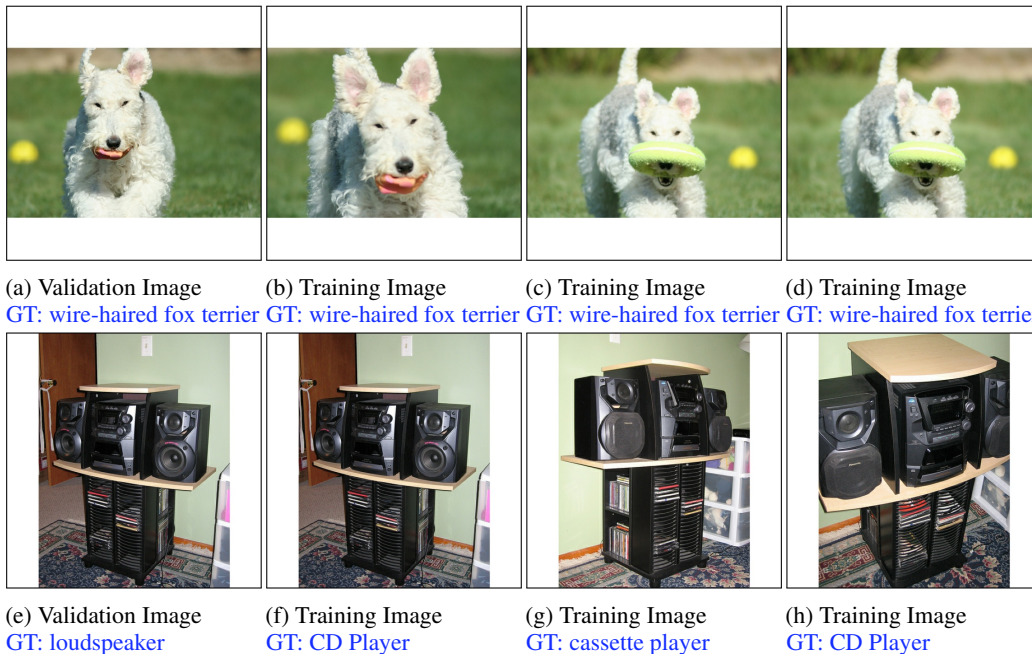 (a) Validation Image
GT: wire-haired fox terrier
(b) Training Image
GT: wire-haired fox terrier
(c) Training Image
GT: wire-haired fox terrier
(d) Training Image
GT: wire-haired fox terrie
(e) Validation Image
GT: loudspeaker
(f) Training Image
GT: CD Player
(g) Training Image
GT: cassette player
(h) Training Image
GT: CD Player